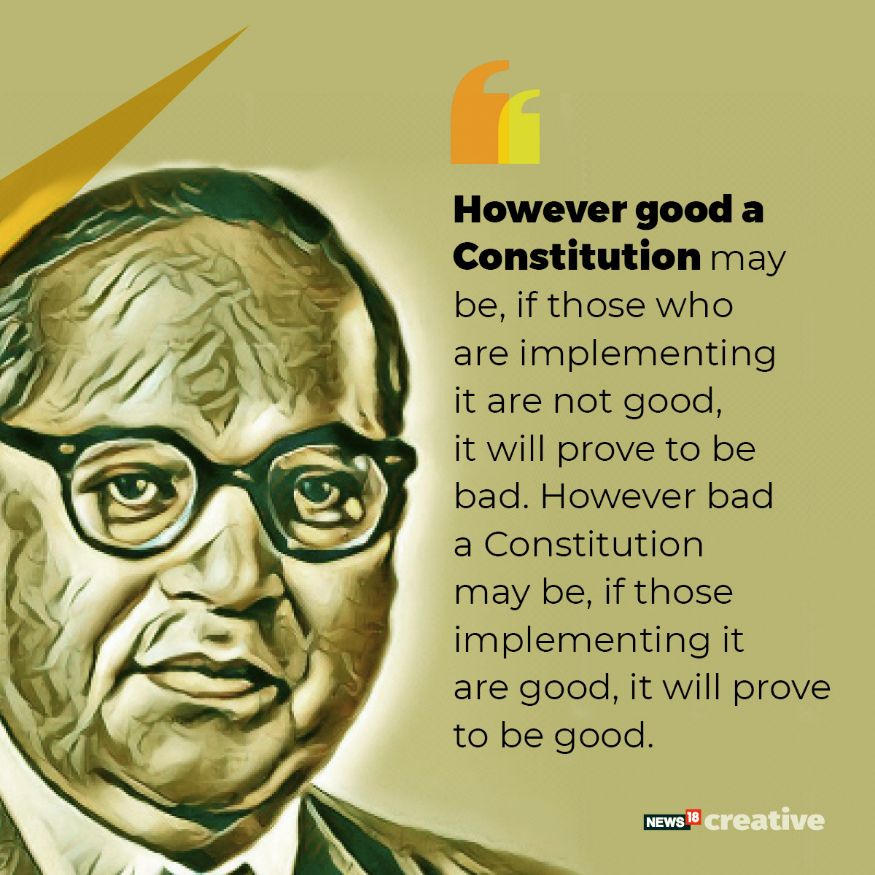 However good a
Constitution may
be, if those who
are implementing
it are not good,
it will prove to be
bad. However bad
a Constitution
may be, if those
implementing it
are good, it will prove
to be good.
NEWS 18 creative